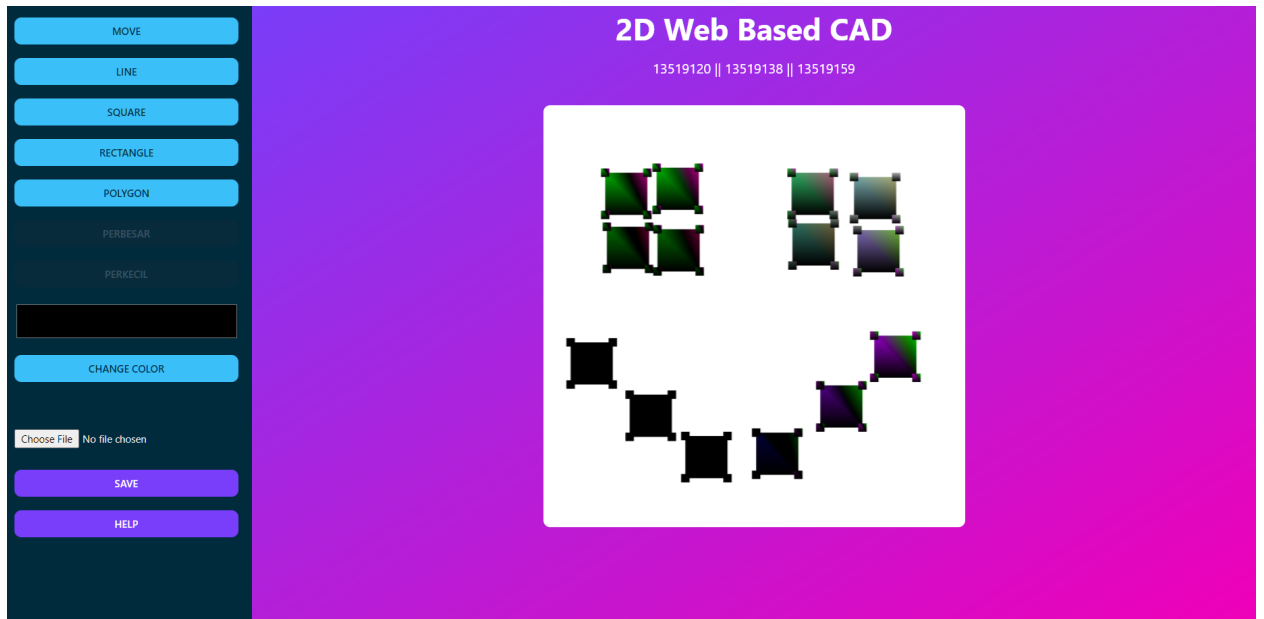 MOVE
LINE
SQUARE
RECTANGLE
POLYGON
PERBESAR
PERKECIL
CHANGE COLOR
Choose File No file chosen
SAVE
HELP
2D Web Based CAD
13519120 || 13519138 || 13519159